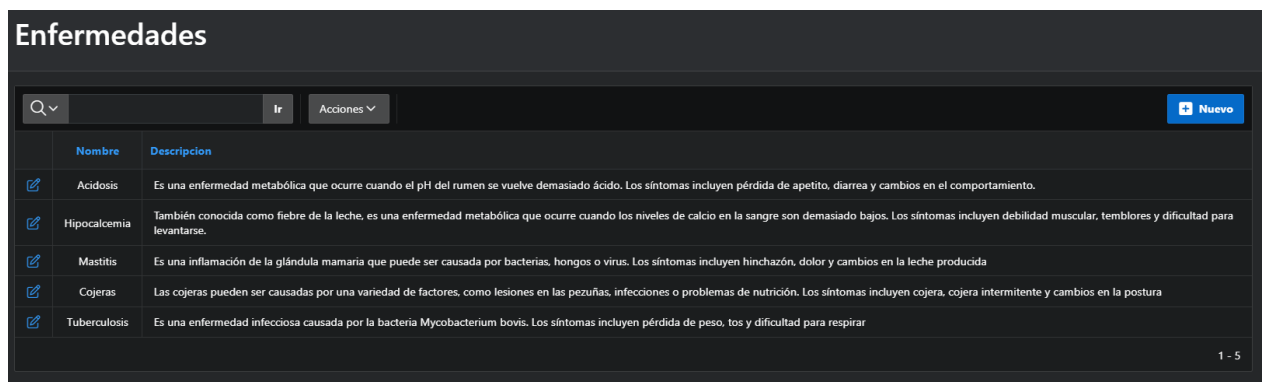 Enfermedades
Ir Acciones Nuevo
Nombre Descripcion
Acidosis Es una enfermedad metabólica que ocurre cuando el pH del rumen se vuelve demasiado ácido. Los síntomas incluyen pérdida de apetito, diarrea y cambios en el comportamiento.
Hipocalcemia También conocida como fiebre de la leche, es una enfermedad metabólica que ocurre cuando los niveles de calcio en la sangre son demasiado bajos. Los síntomas incluyen debilidad muscular, temblores y dificultad para
levantarse.
Mastitis Es una inflamación de la glándula mamaria que puede ser causada por bacterias, hongos o virus. Los síntomas incluyen hinchazón, dolor y cambios en la leche producida
Cojeras Las cojeras pueden ser causadas por una variedad de factores, como lesiones en las pezuñas, infecciones o problemas de nutrición. Los síntomas incluyen cojera, cojera intermitente y cambios en la postura
Tuberculosis Es una enfermedad infecciosa causada por la bacteria Mycobacterium bovis. Los síntomas incluyen pérdida de peso, tos y dificultad para respirar
1 - 5